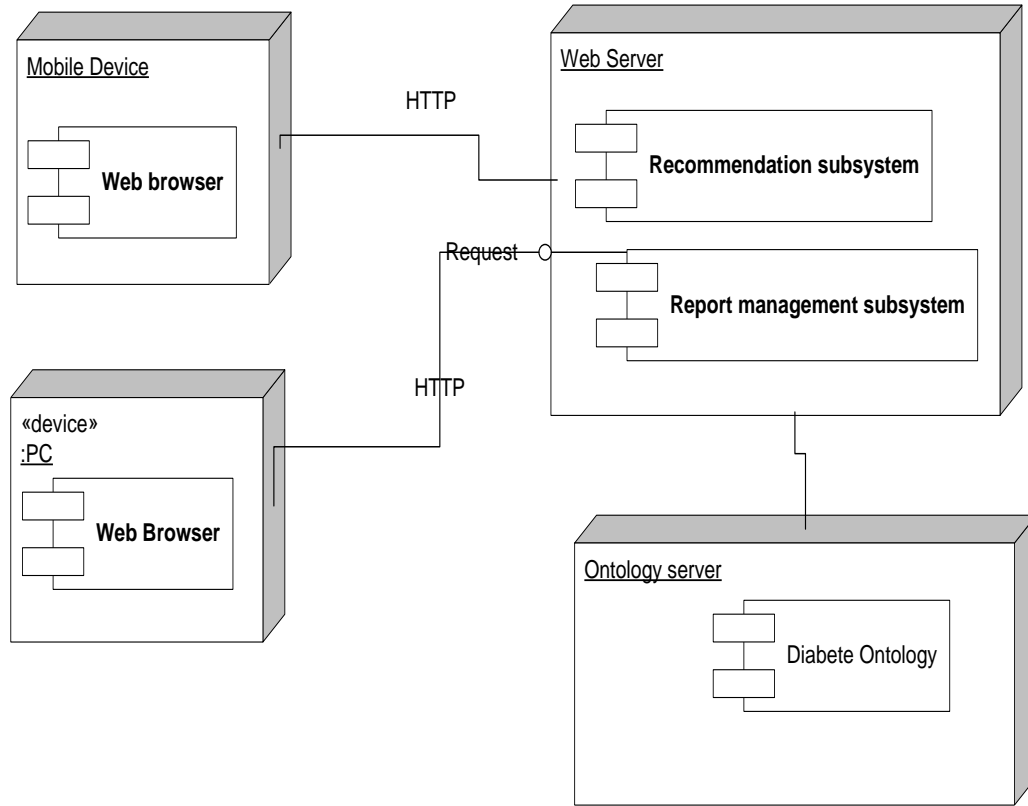 Mobile Device
Web browser
HTTP
Web Server
Recommendation subsystem
Request
Report management subsystem
HTTP
«device»
:PC
Web Browser
Ontology server
Diabete Ontology